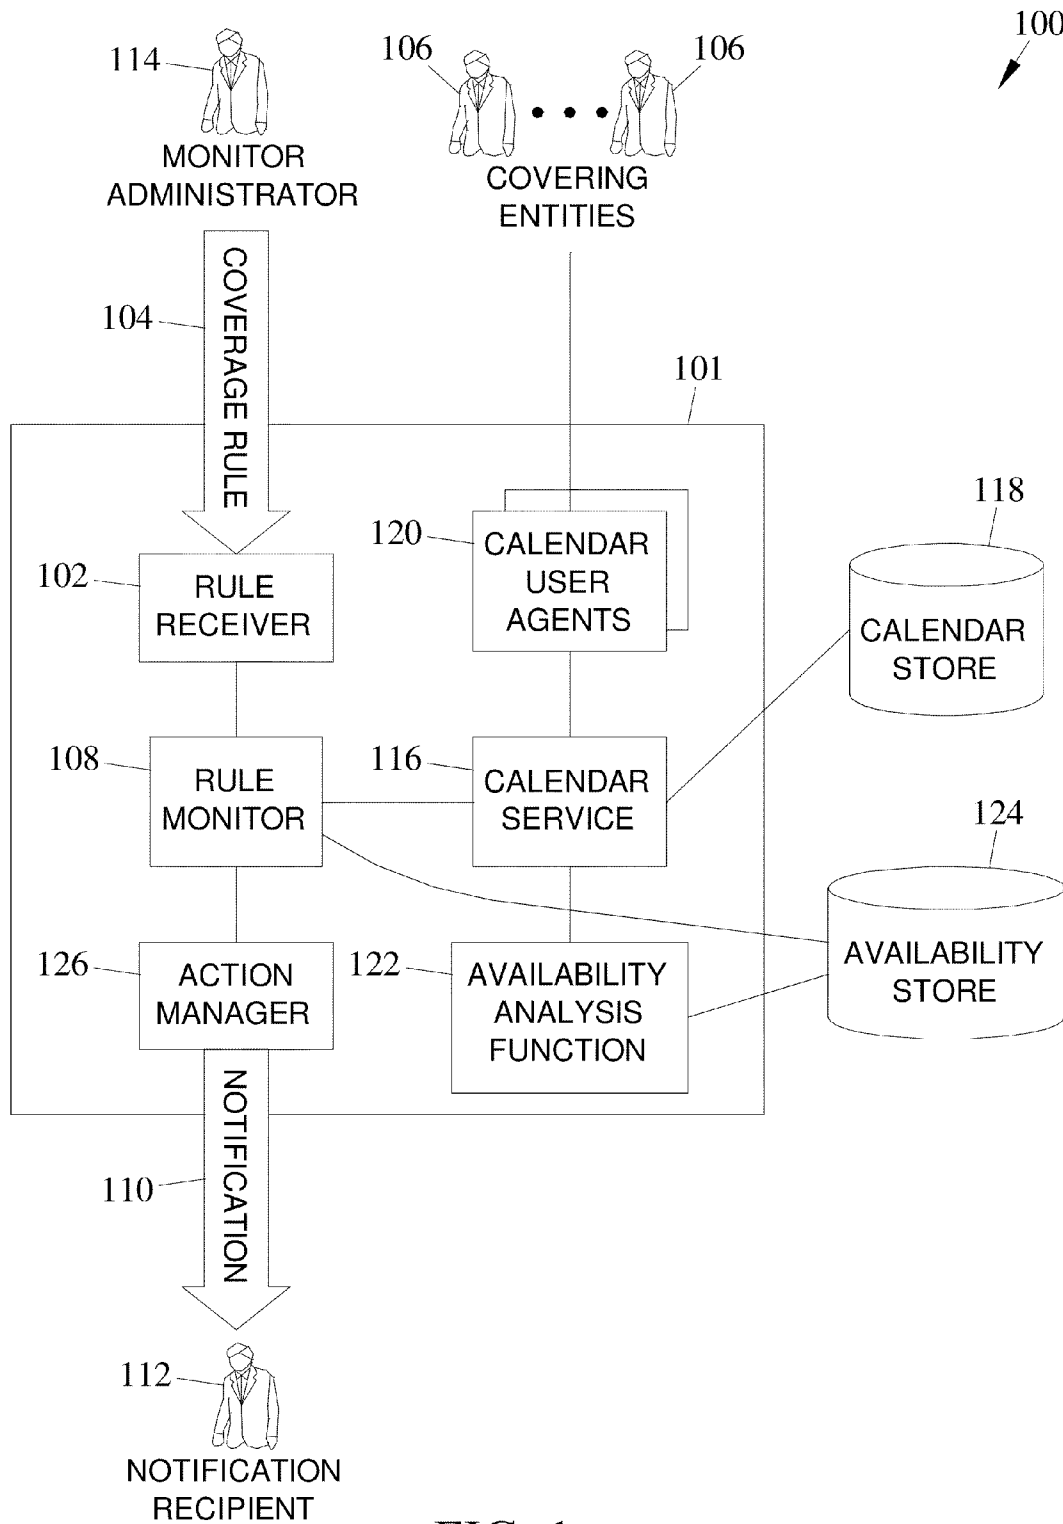 100
114
106
106
MONITOR
ADMINISTRATOR
COVERING
ENTITIES
104
COVERAGE RULE
101
118
120
CALENDAR
USER
AGENTS
102
RULE
RECEIVER
CALENDAR
STORE
108
RULE
MONITOR
116
CALENDAR
SERVICE
124
126
ACTION
MANAGER
122
AVAILABILITY
ANALYSIS
FUNCTION
AVAILABILITY
STORE
110
NOTIFICATION
112
NOTIFICATION
RECIPIENT